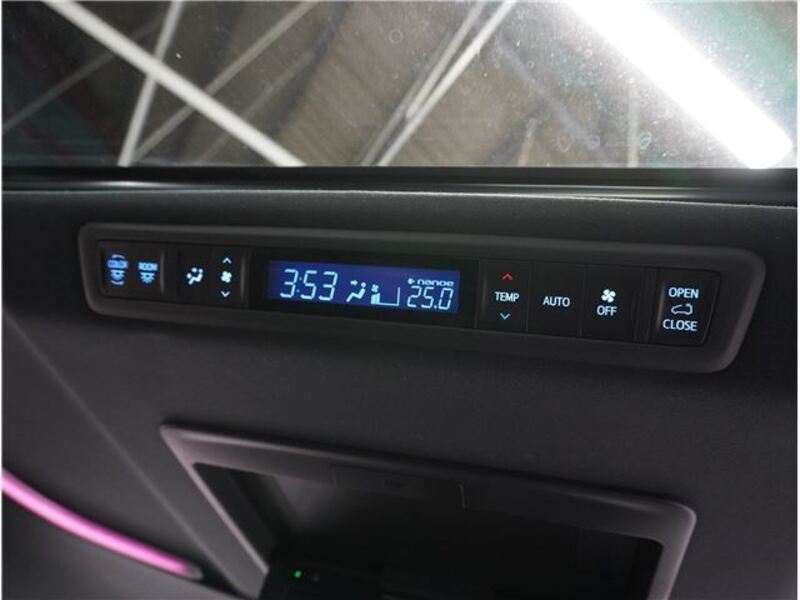 COLOR
ROOM
3:53
nanoe
25.0
TEMP
AUTO
OFF
OPEN
CLOSE